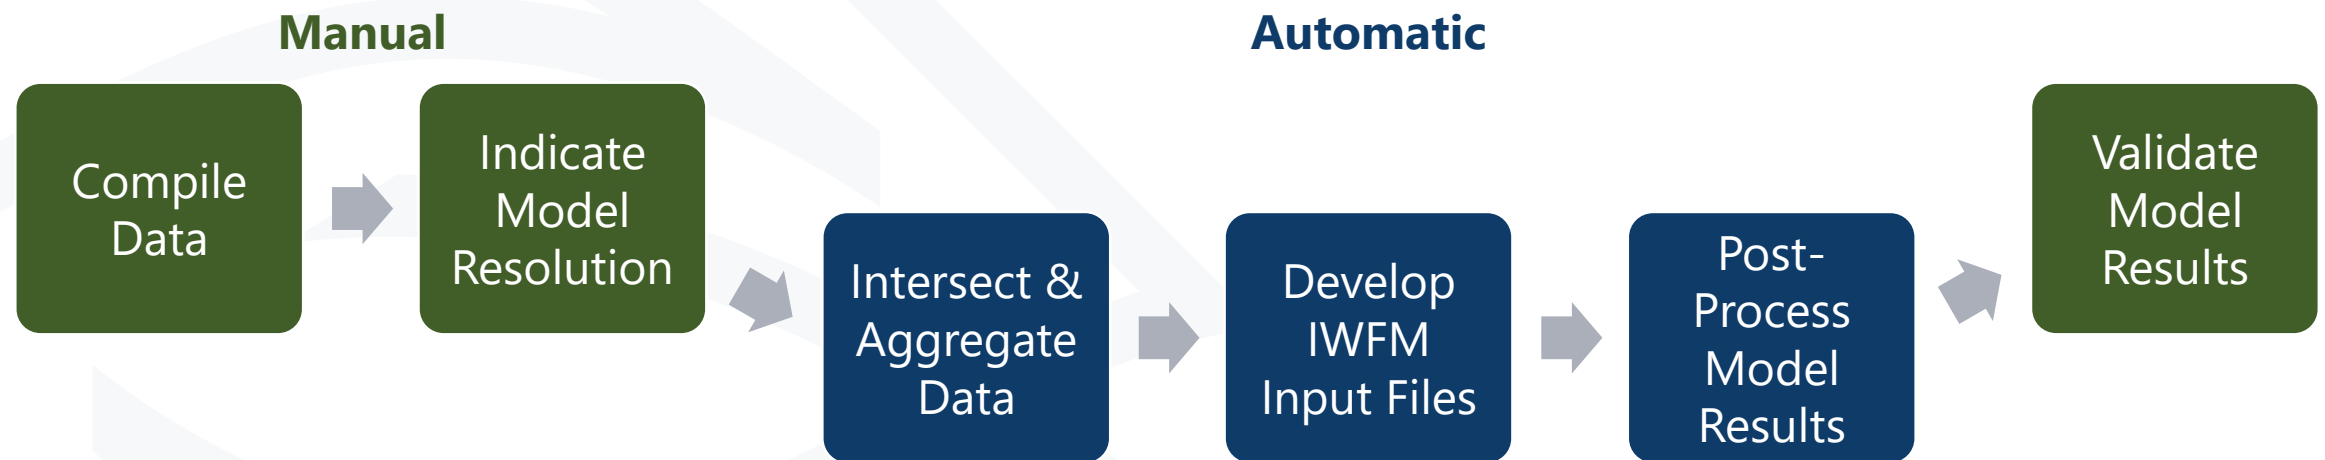 Manual
Automatic
Compile
Data
Indicate
Model
Resolution
Intersect &
Aggregate
Data
Develop
IWFM
Input Files
Post-
Process
Model
Results
Validate
Model
Results